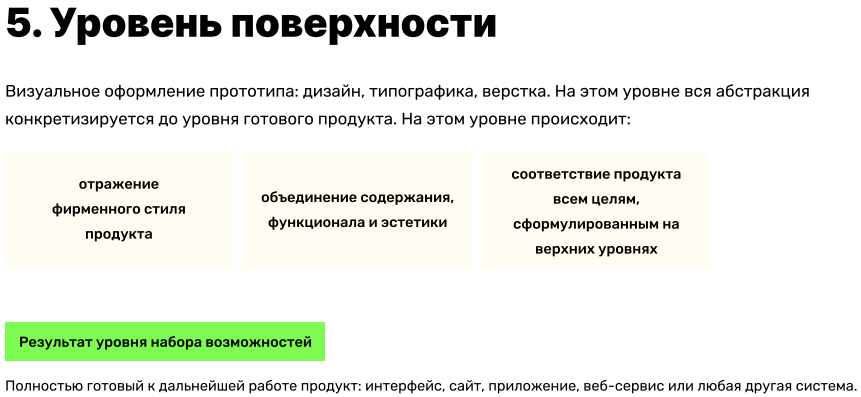 5. Уровень поверхности
Визуальное оформление прототипа: дизайн, типографика, верстка. На этом уровне вся абстракция
конкретизируется до уровня готового продукта. На этом уровне происходит:
отражение
фирменного стиля
продукта
объединение содержания,
функционала и эстетики
соответствие продукта
всем целям,
сформулированным на
верхних уровнях
Результат уровня набора возможностей
Полностью готовый к дальнейшей работе продукт: интерфейс, сайт, приложение, веб-сервис или любая другая система.